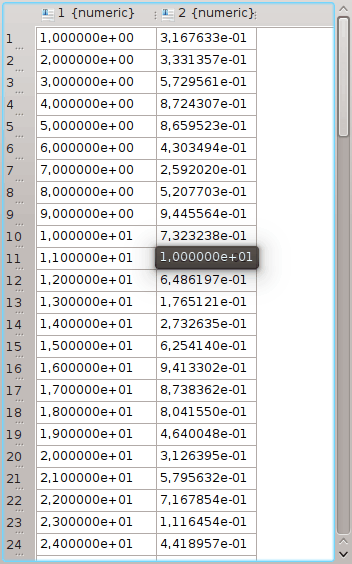 1 {numeric} 2 {numeric}
1 1,000000e+00 3,167633e-01
2 2,000000e+00 3,331357e-01
3 3,000000e+00 5,729561e-01
4 4,000000e+00 8,724307e-01
5 5,000000e+00 8,659523e-01
6 6,000000e+00 4,303494e-01
7 7,000000e+00 2,592020e-01
8 8,000000e+00 5,207703e-01
9 9,000000e+00 9,445564e-01
10 1,000000e+01 7,323238e-01
11 1,100000e+01 1,000000e+01
12 1,200000e+01 6,486197e-01
13 1,300000e+01 1,765121e-01
14 1,400000e+01 2,732635e-01
15 1,500000e+01 6,254140e-01
16 1,600000e+01 9,413302e-01
17 1,700000e+01 8,738362e-01
18 1,800000e+01 8,041550e-01
19 1,900000e+01 4,640048e-01
20 2,000000e+01 3,126395e-01
21 2,100000e+01 5,795632e-01
22 2,200000e+01 7,167854e-01
23 2,300000e+01 1,116454e-01
24 2,400000e+01 4,418957e-01